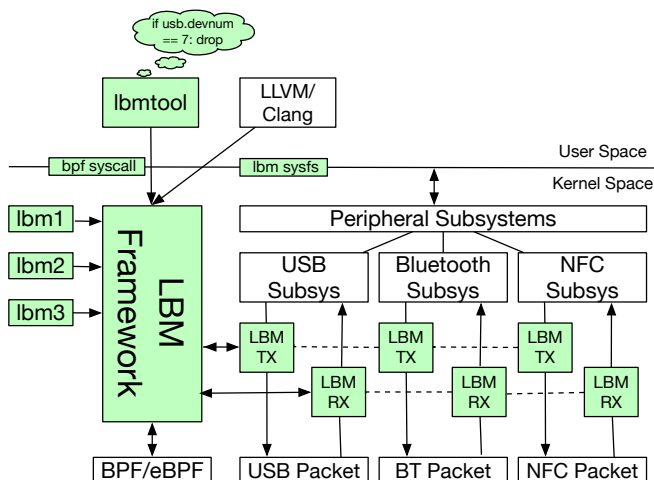 if usb.devnum
== 7: drop
lbmtool
LLVM/
Clang
bpf syscall
lbm sysfs
User Space
Kernel Space
lbm1
lbm2
lbm3
LBM
Framework
Peripheral Subsystems
USB
Subsys
Bluetooth
Subsys
NFC
Subsys
LBM
TX
LBM
TX
LBM
TX
LBM
RX
LBM
RX
LBM
RX
BPF/eBPF
USB Packet
BT Packet
NFC Packet